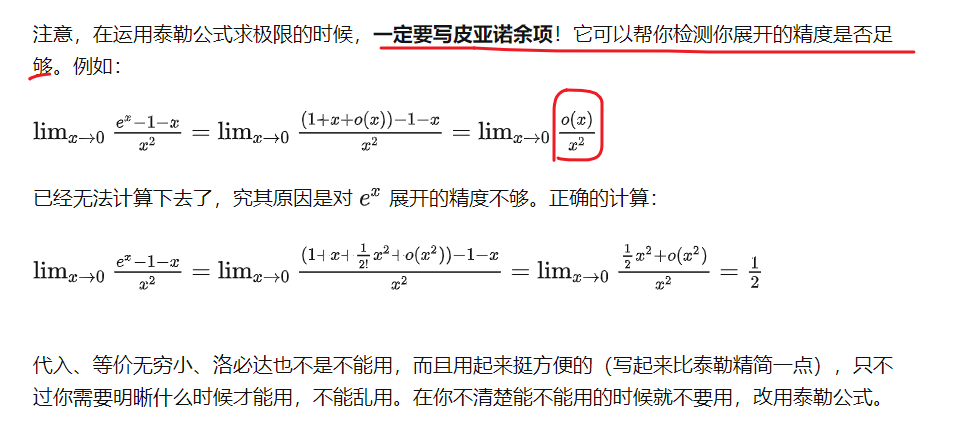 注意，在运用泰勒公式求极限的时候，一定要写皮亚诺余项！它可以帮你检测你展开的精度是否足
够。例如：
lim_{x→0} \frac{e^x−1−x}{x^2} = lim_{x→0} \frac{(1+x+o(x))−1−x}{x^2} = lim_{x→0} \frac{o(x)}{x^2}
已经无法计算下去了，究其原因是对 e^x 展开的精度不够。正确的计算：
lim_{x→0} \frac{e^x−1−x}{x^2} = lim_{x→0} \frac{(1+x+\frac{1}{2!}x^2+o(x^2))−1−x}{x^2} = lim_{x→0} \frac{\frac{1}{2}x^2+o(x^2)}{x^2} = \frac{1}{2}
代入、等价无穷小、洛必达也不是不能用，而且用起来挺方便的（写起来比泰勒精简一点），只不
过你需要明晰什么时候才能用，不能乱用。在你不清楚能不能用的时候就不要用，改用泰勒公式。